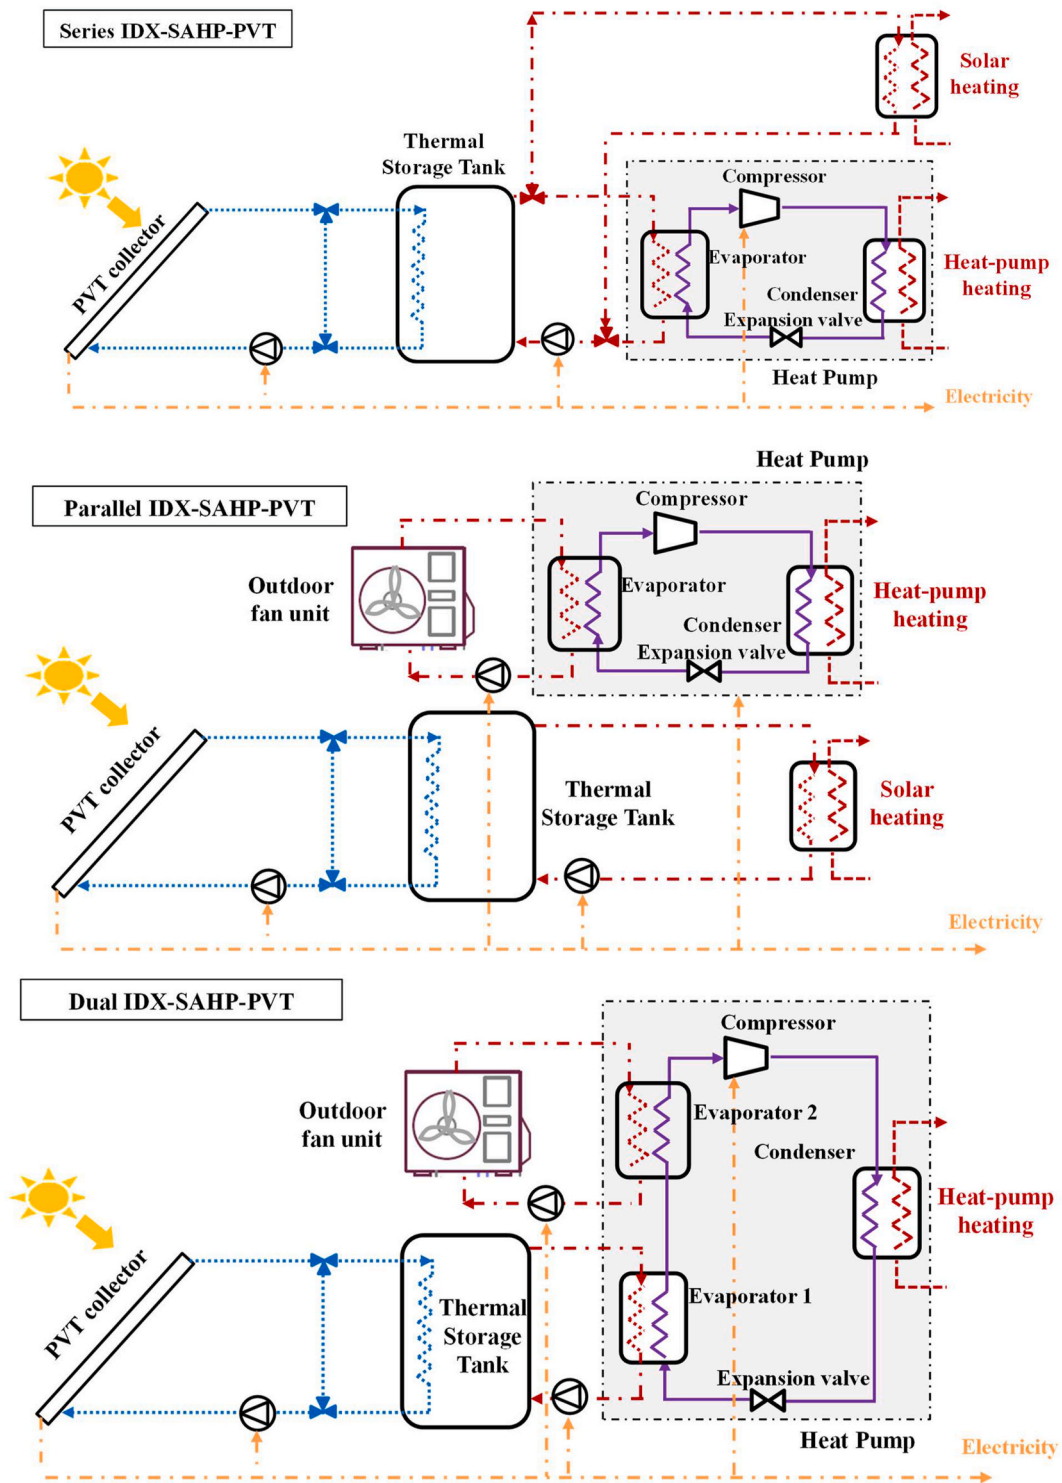 Series IDX-SAHP-PVT
Solar
heating
Thermal
Storage Tank
Compressor
PVT collector
Evaporator
Heat-pump
heating
Condenser
Expansion valve
Heat Pump
Electricity
Heat Pump
Parallel IDX-SAHP-PVT
Compressor
Outdoor
fan unit
Evaporator
Heat-pump
heating
Condenser
Expansion valve
PVT collector
Thermal
Storage Tank
Solar
heating
Electricity
Dual IDX-SAHP-PVT
Compressor
Outdoor
fan unit
Evaporator 2
Condenser
Heat-pump
heating
PVT collector
Thermal
Storage
Tank
Evaporator 1
Expansion valve
Heat Pump
Electricity